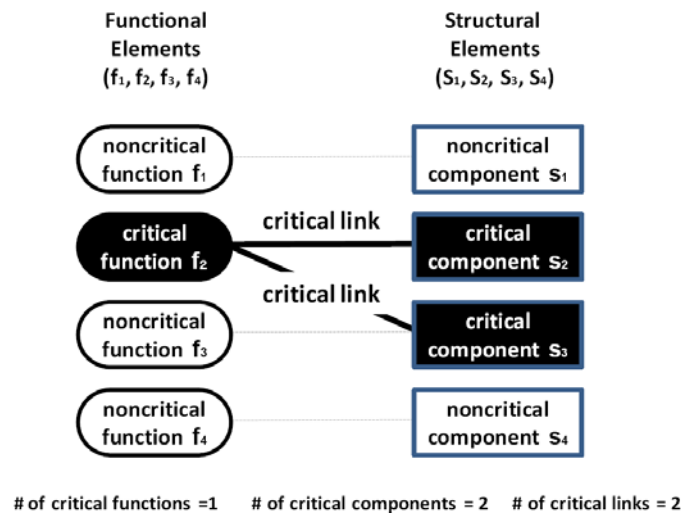 Functional
Elements
(f₁, f₂, f₃, f₄)
Structural
Elements
(S₁, S₂, S₃, S₄)
noncritical
function f₁
noncritical
component s₁
critical
function f₂
critical link
critical
component s₂
critical link
noncritical
function f₃
critical
component s₃
noncritical
function f₄
noncritical
component s₄
# of critical functions =1
# of critical components = 2
# of critical links = 2